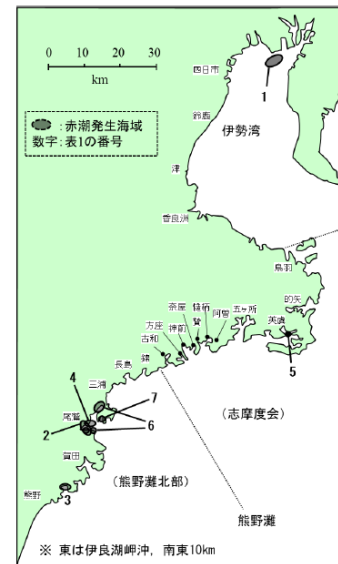 0 10 20 30
km
:赤潮発生海域
数字:表1の番号
四日市
1
鈴鹿
伊勢湾
津
香良洲
鳥羽
的矢
五ヶ所
英虞
阿曽
贄
奈屋
神前
方座
古和
錦
長島
5
三浦
7
4
尾鷲
2
6
(志摩度会)
賀田
(熊野灘北部)
熊野
3
熊野灘
※ 東は伊良湖岬沖, 南東10km